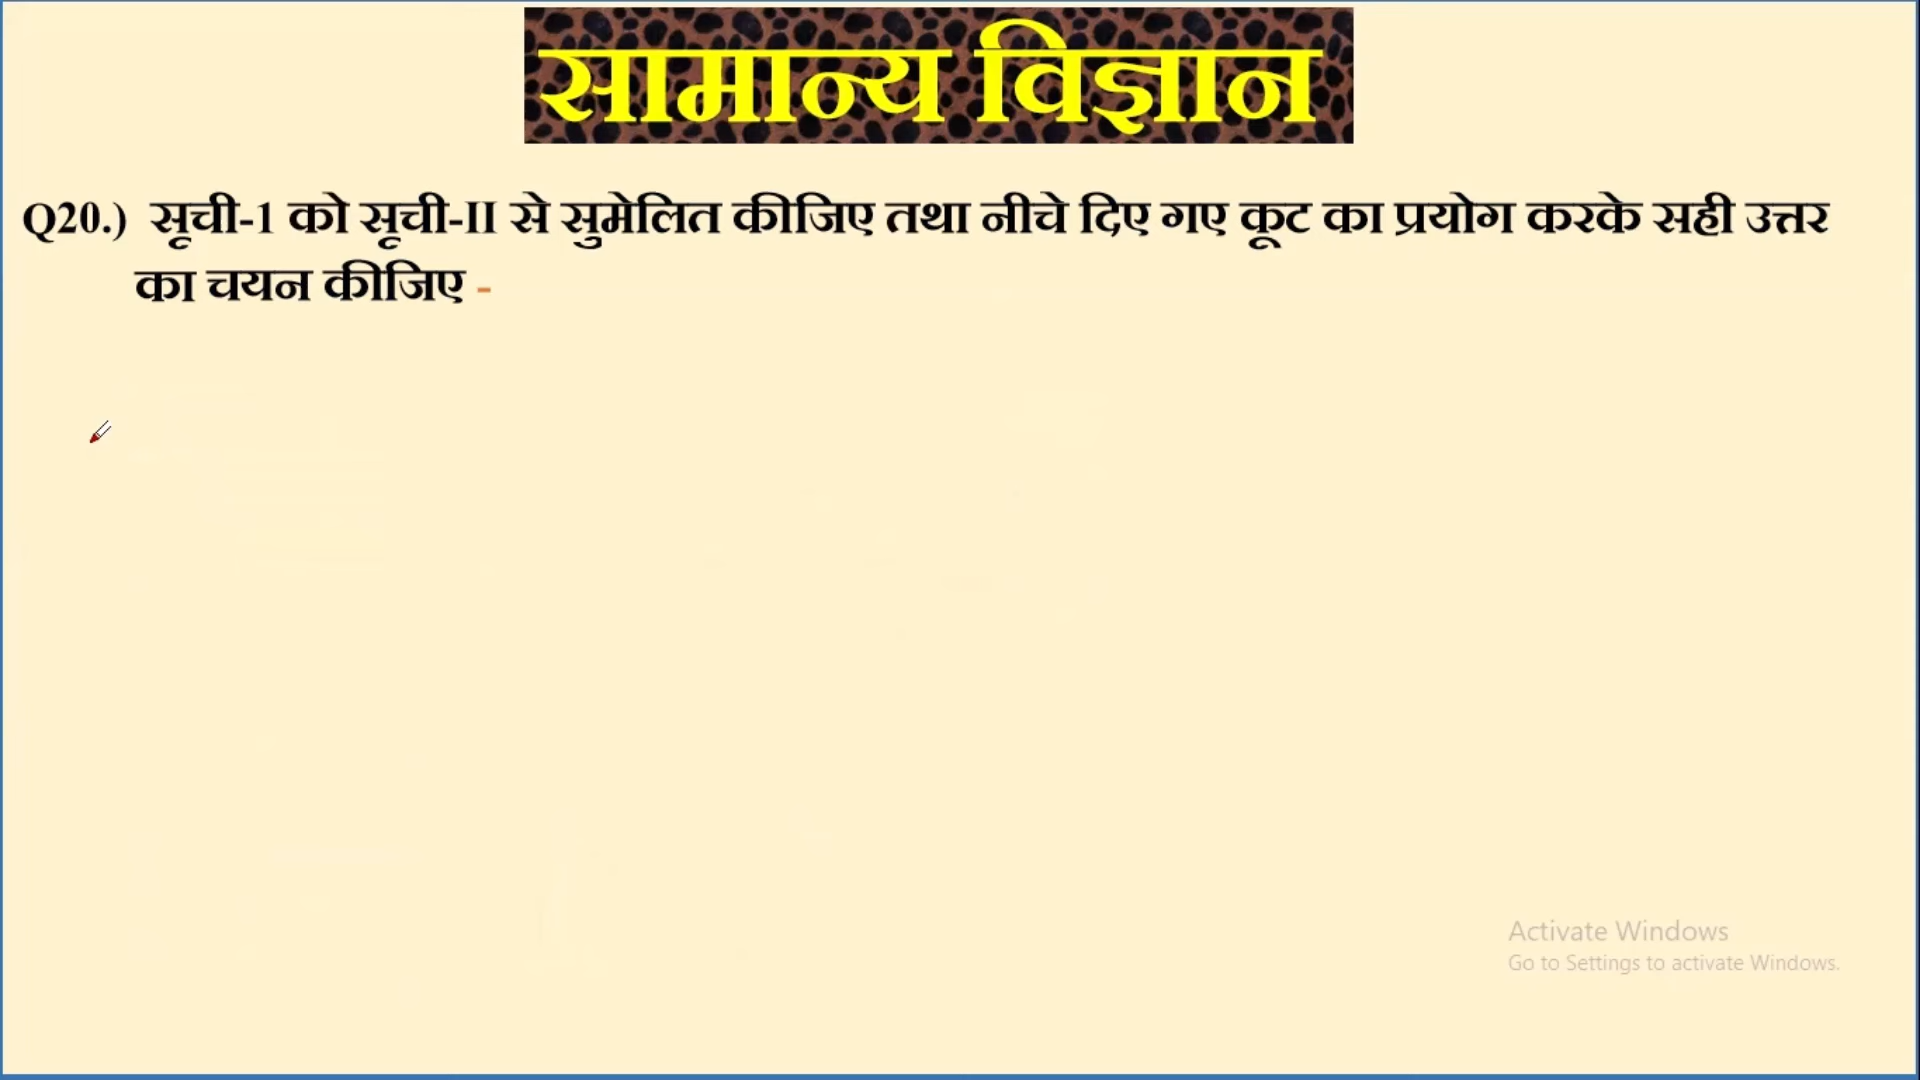 सामान्य विज्ञान
Q20.) सूची-1 को सूची-II से सुमेलित कीजिए तथा नीचे दिए गए कूट का प्रयोग करके सही उत्तर
का चयन कीजिए -
Activate Windows
Go to Settings to activate Windows.